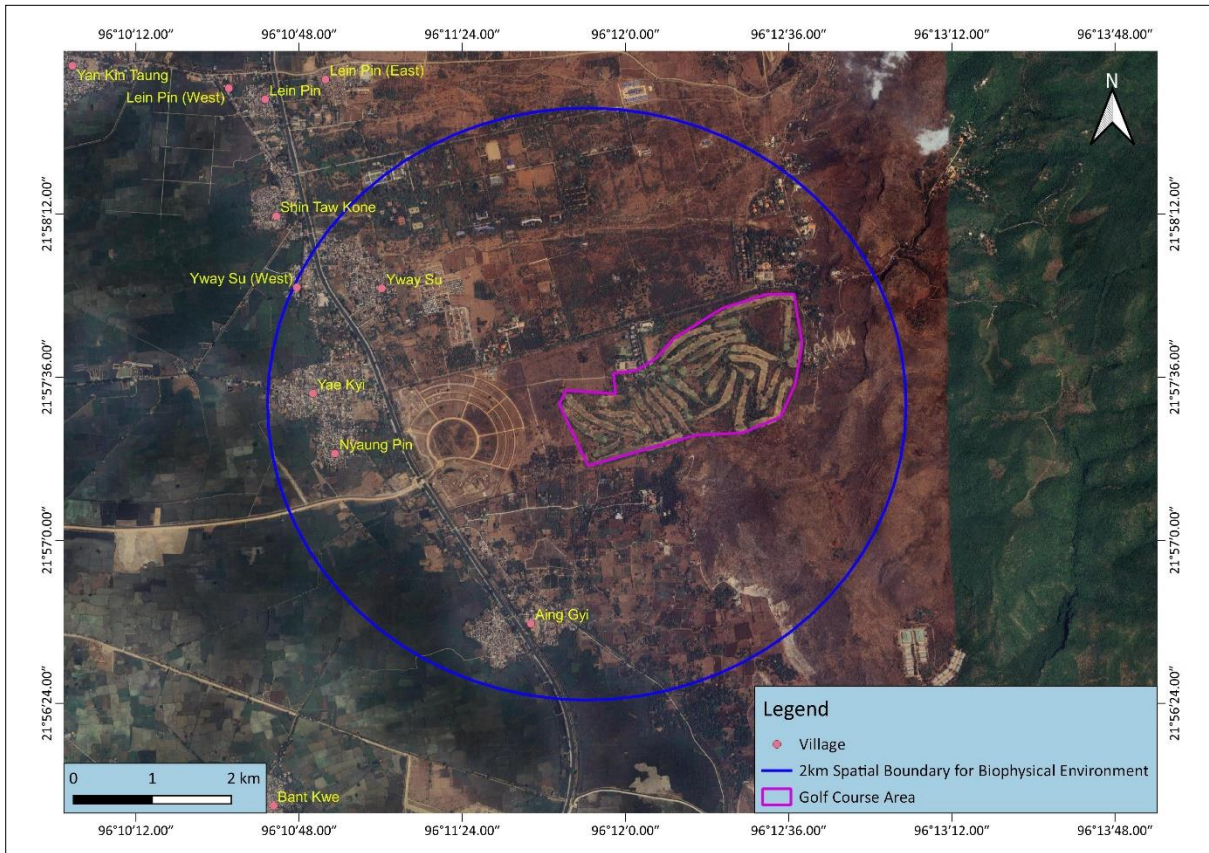 96°10′12.00″ 96°10′48.00″ 96°11′24.00″ 96°12′0.00″ 96°12′36.00″ 96°13′12.00″ 96°13′48.00″
Yan Kin Taung
Lein Pin (East)
Lein Pin (West)
Lein Pin
N
21°58′12.00″ 21°58′12.00″
Shin Taw Kone
Yway Su (West)
Yway Su
21°57′36.00″ 21°57′36.00″
Yae Kyi
Nyaung Pin
21°57′0.00″ 21°57′0.00″
Aing Gyi
21°56′24.00″ 21°56′24.00″
Legend
Village
2km Spatial Boundary for Biophysical Environment
Golf Course Area
0 1 2 km
Bant Kwe
96°10′12.00″ 96°10′48.00″ 96°11′24.00″ 96°12′0.00″ 96°12′36.00″ 96°13′12.00″ 96°13′48.00″